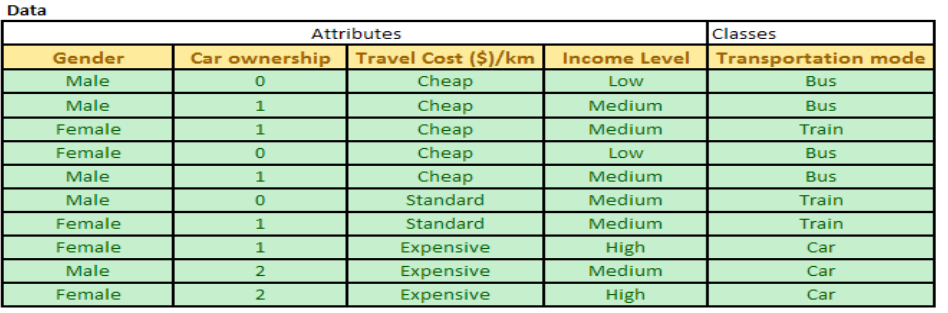 Data
Attributes Classes
Gender Car ownership Travel Cost ($)/km Income Level Transportation mode
Male 0 Cheap Low Bus
Male 1 Cheap Medium Bus
Female 1 Cheap Medium Train
Female 0 Cheap Low Bus
Male 1 Cheap Medium Bus
Male 0 Standard Medium Train
Female 1 Standard Medium Train
Female 1 Expensive High Car
Male 2 Expensive Medium Car
Female 2 Expensive High Car